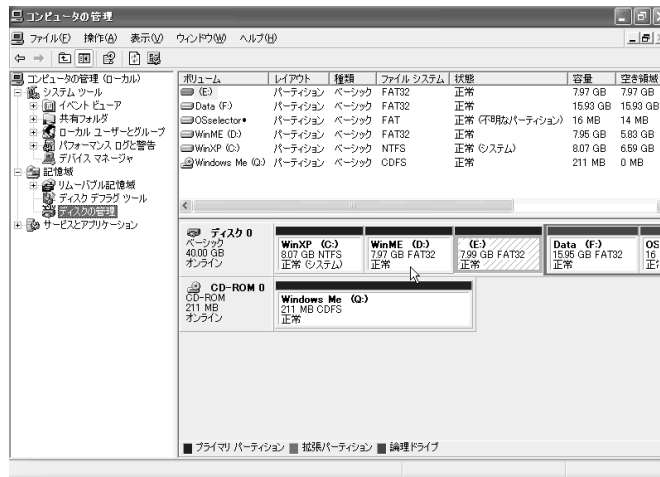 コンピュータの管理
ファイル(F) 操作(A) 表示(V) ウィンドウ(W) ヘルプ(H)
コンピュータの管理 (ローカル)
システム ツール
イベント ビューア
共有フォルダ
ローカル ユーザーとグループ
パフォーマンス ログと警告
デバイス マネージャ
記憶域
リムーバブル記憶域
ディスク デフラグ ツール
ディスクの管理
サービスとアプリケーション
ボリューム レイアウト 種類 ファイル システム 状態 容量 空き領域
(E:) パーティション ベーシック FAT32 正常 7.97 GB 7.97 GB
Data (F:) パーティション ベーシック FAT32 正常 15.93 GB 15.93 GB
OSselector パーティション ベーシック FAT 正常 (不明なパーティション) 16 MB 14 MB
WinME (D:) パーティション ベーシック FAT32 正常 7.95 GB 5.83 GB
WinXP (C:) パーティション ベーシック NTFS 正常 (システム) 8.07 GB 6.59 GB
Windows Me (Q:) パーティション ベーシック CDFS 正常 211 MB 0 MB
ディスク 0
ベーシック
40.00 GB
オンライン
WinXP (C:)
8.07 GB NTFS
正常 (システム)
WinME (D:)
7.97 GB FAT32
正常
(E:)
7.99 GB FAT32
正常
Data (F:)
15.95 GB FAT32
正常
OS
16
正
CD-ROM 0
CD-ROM
211 MB
オンライン
Windows Me (Q:)
211 MB CDFS
正常
プライマリ パーティション 拡張パーティション 論理ドライブ